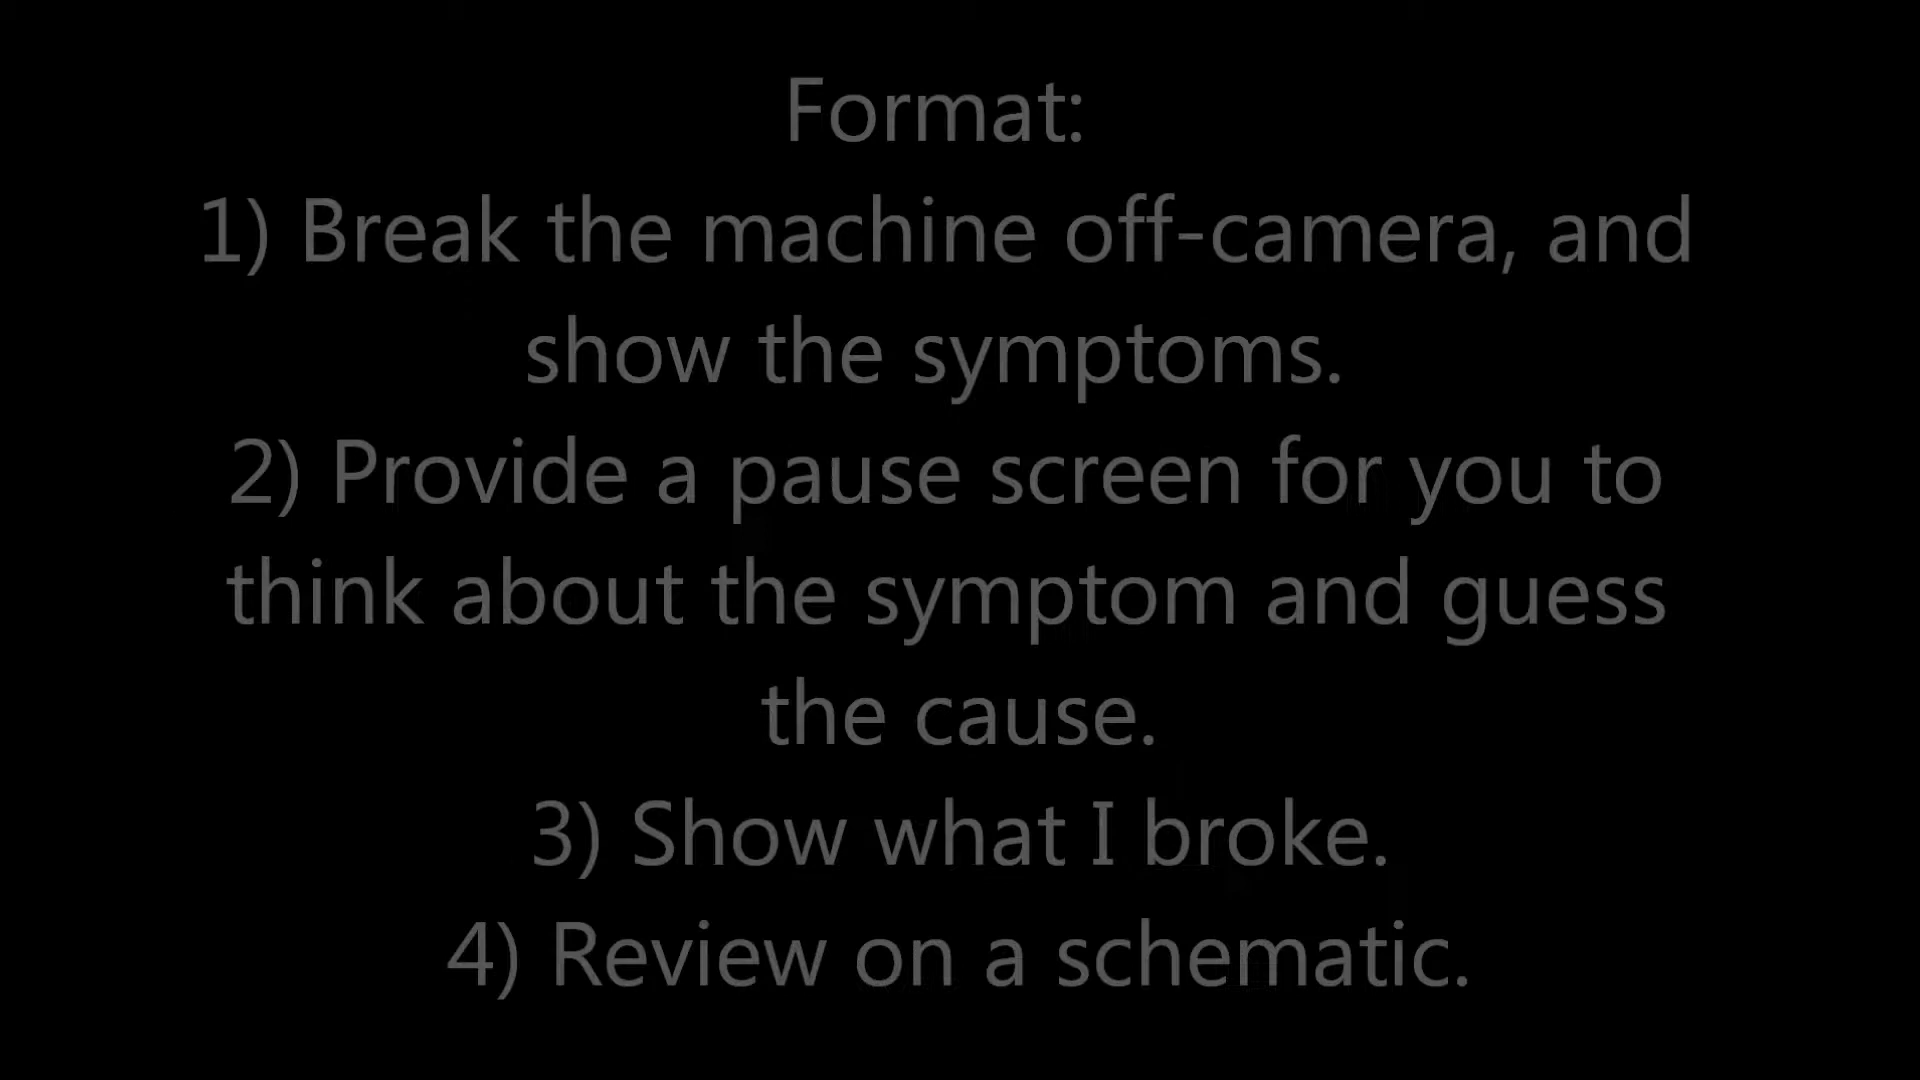 Format:
1) Break the machine off-camera, and
show the symptoms.
2) Provide a pause screen for you to
think about the symptom and guess
the cause.
3) Show what I broke.
4) Review on a schematic.